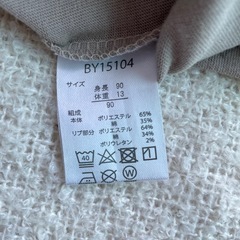 BY15104
サイズ 身長 90
体重 13
90
組成 ポリエステル 65%
本体 綿 35%
リブ部分 ポリエステル 64%
綿 34%
ポリウレタン 2%
40